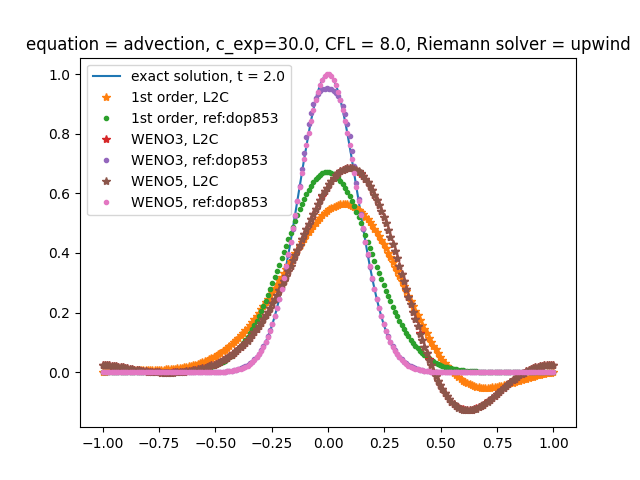 equation = advection, c_exp=30.0, CFL = 8.0, Riemann solver = upwind
exact solution, t = 2.0
1st order, L2C
1st order, ref:dop853
WENO3, L2C
WENO3, ref:dop853
WENO5, L2C
WENO5, ref:dop853
1.0
0.8
0.6
0.4
0.2
0.0
−1.00 −0.75 −0.50 −0.25 0.00 0.25 0.50 0.75 1.00